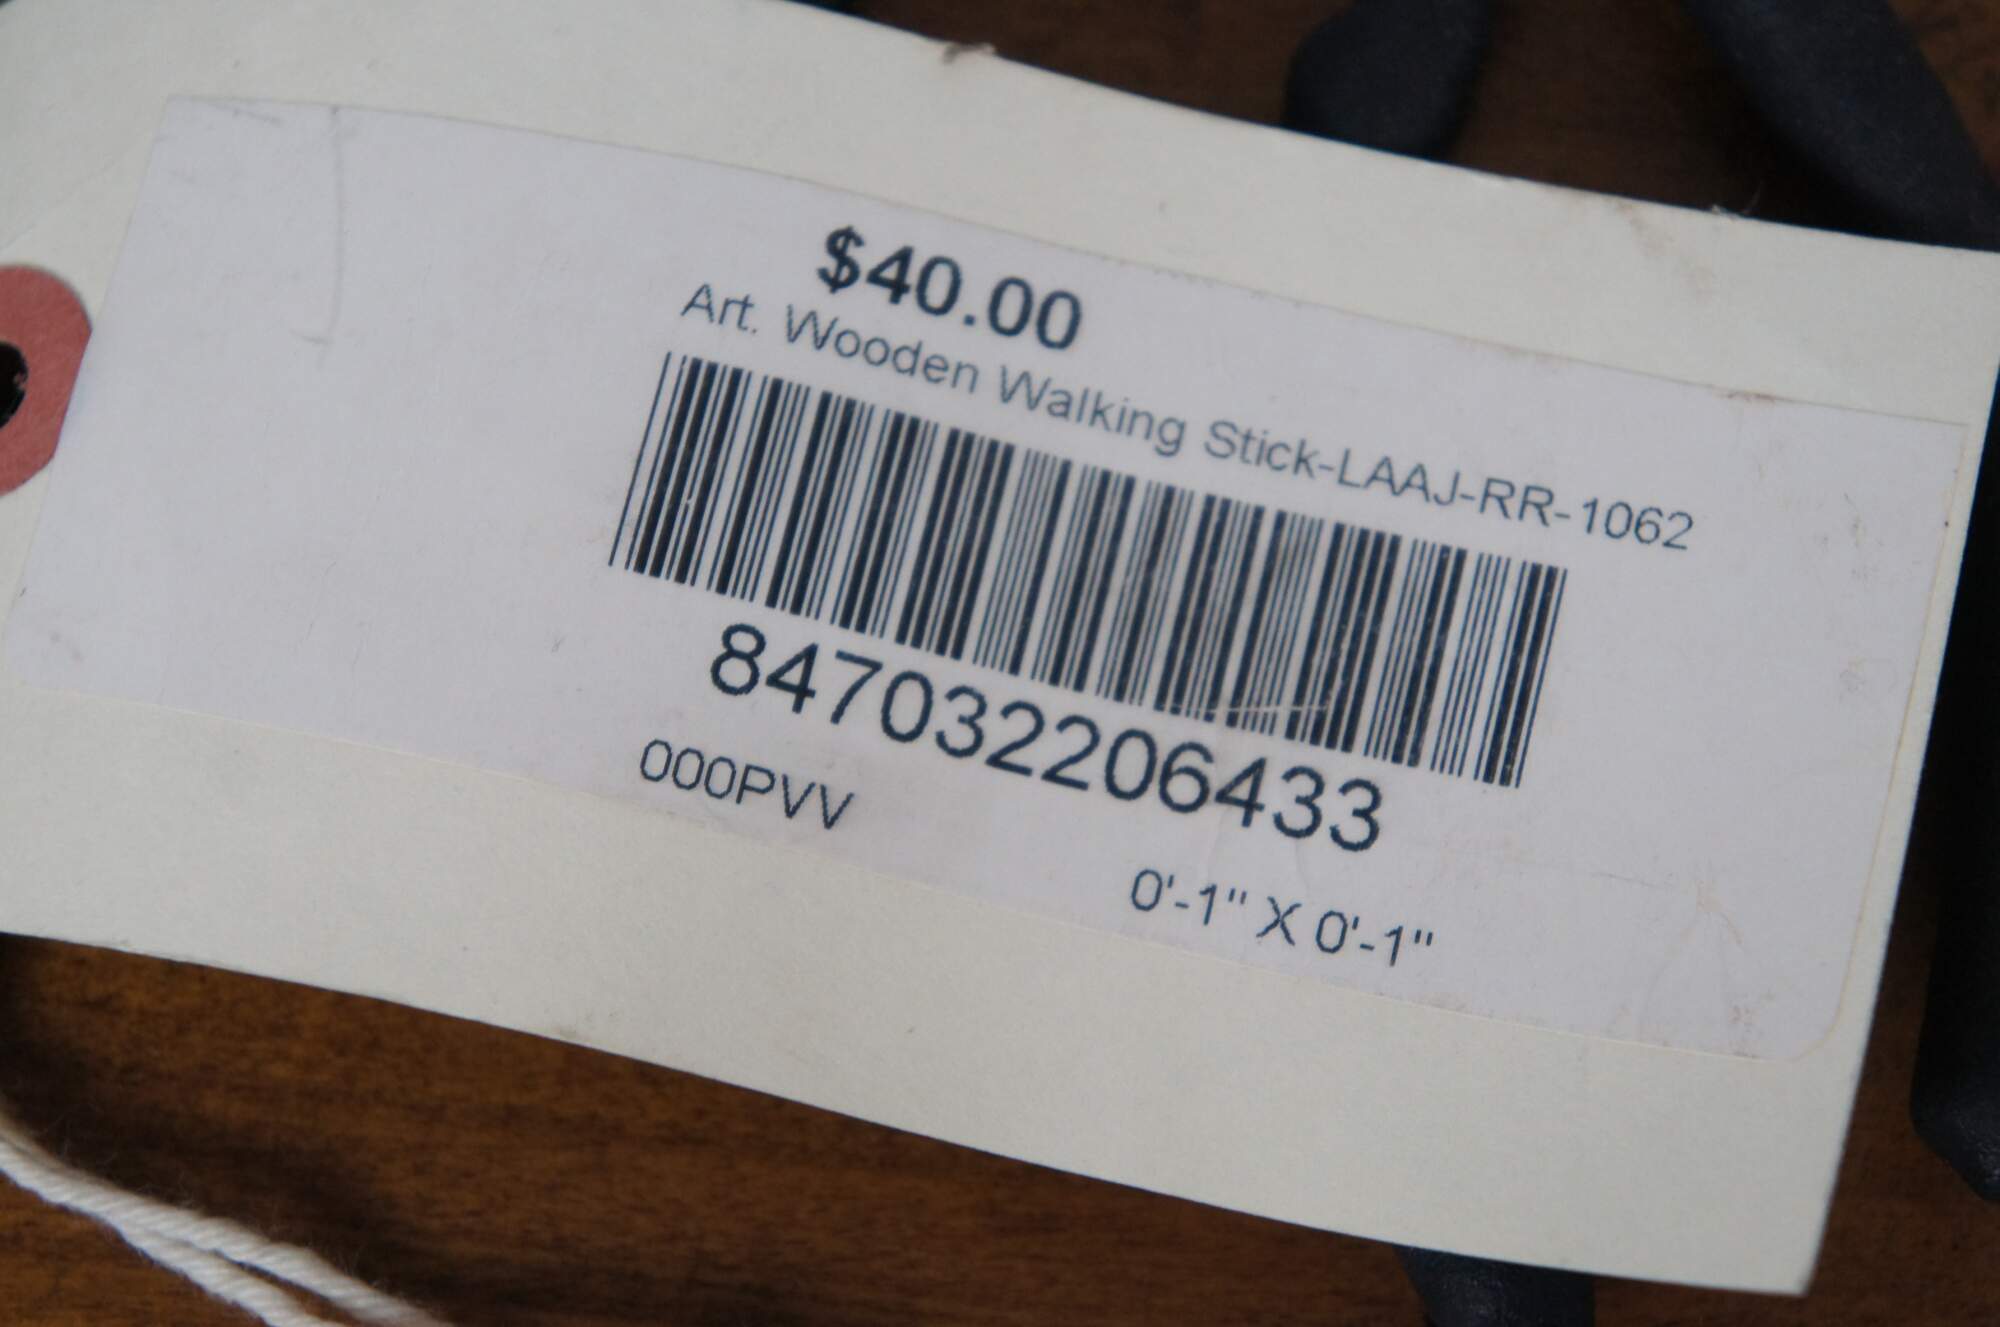 $40.00
Art. Wooden Walking Stick-LAAJ-RR-1062
847032206433
000PVV
0'-1" X 0'-1"